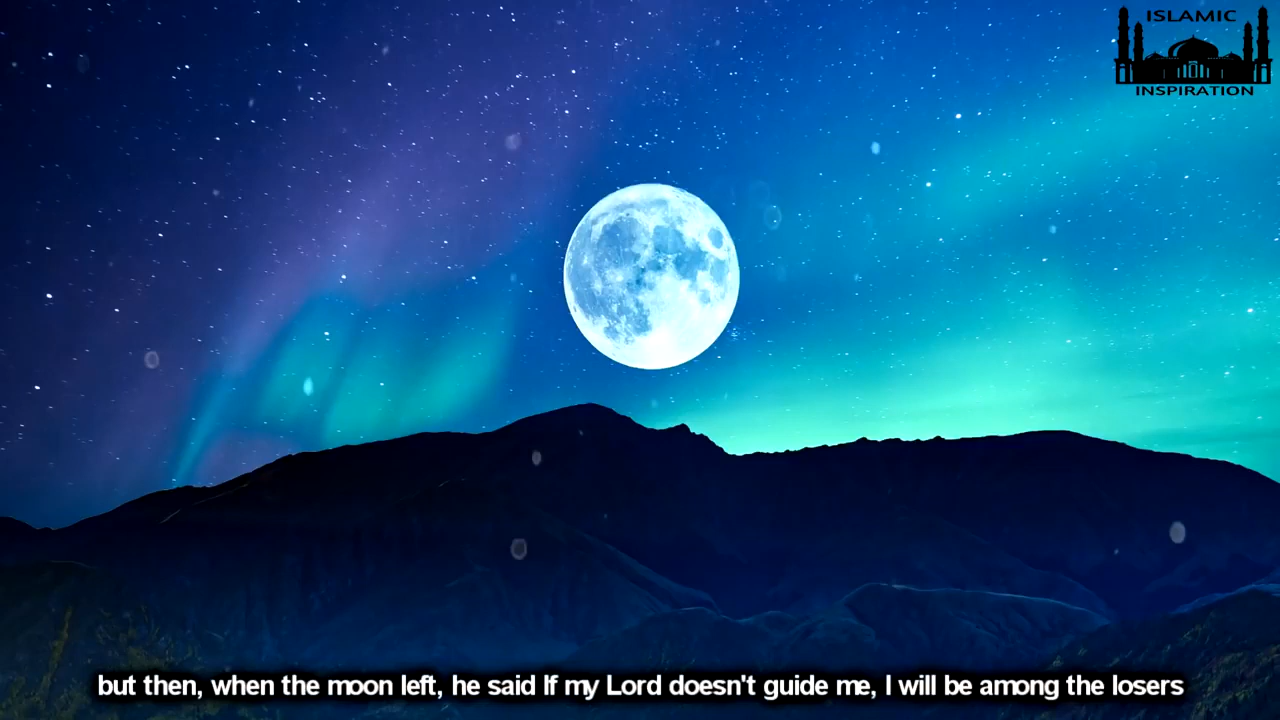 ISLAMIC
INSPIRATION
but then, when the moon left, he said If my Lord doesn't guide me, I will be among the losers